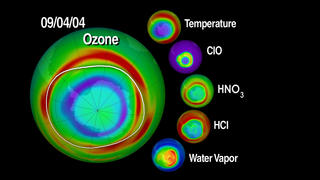 09/04/04
Ozone
Temperature
ClO
HNO3
HCl
Water Vapor